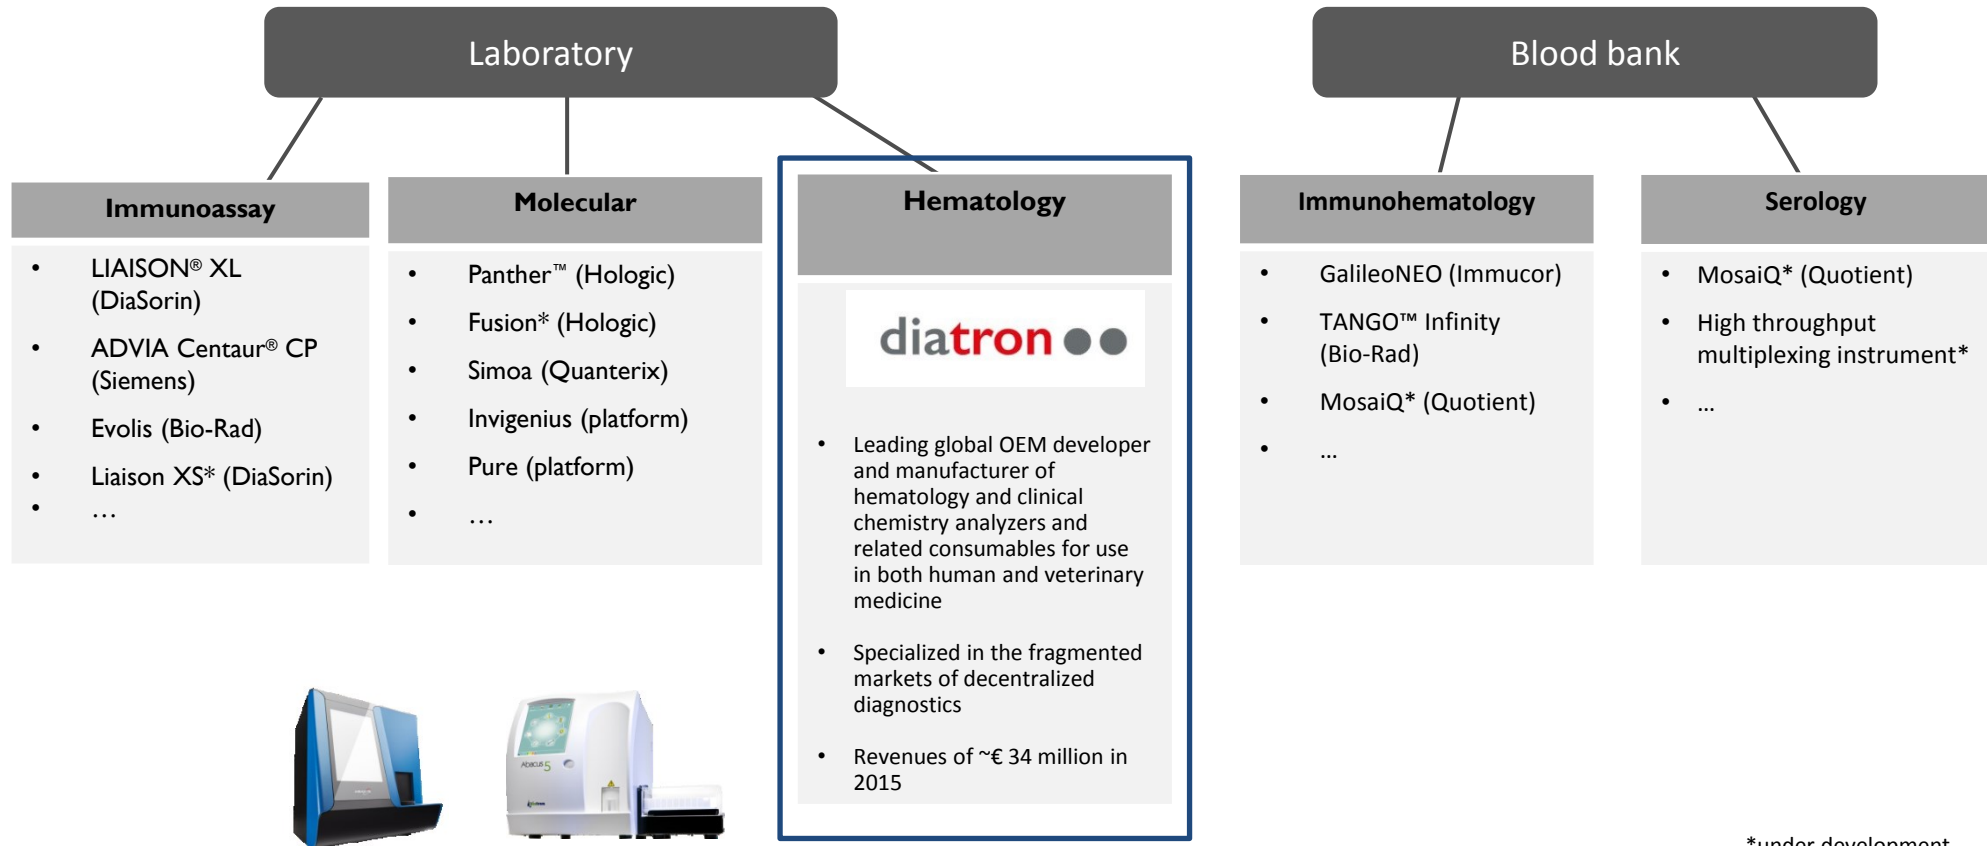 Laboratory
Blood bank
Immunoassay
• LIAISON® XL
(DiaSorin)
• ADVIA Centaur® CP
(Siemens)
• Evolis (Bio-Rad)
• Liaison XS* (DiaSorin)
• …
Molecular
• Panther™ (Hologic)
• Fusion* (Hologic)
• Simoa (Quanterix)
• Invigenius (platform)
• Pure (platform)
• …
Hematology
diatron
• Leading global OEM developer
and manufacturer of
hematology and clinical
chemistry analyzers and
related consumables for use
in both human and veterinary
medicine
• Specialized in the fragmented
markets of decentralized
diagnostics
• Revenues of ~€ 34 million in
2015
Immunohematology
• GalileoNEO (Immucor)
• TANGO™ Infinity
(Bio-Rad)
• MosaiQ* (Quotient)
• …
Serology
• MosaiQ* (Quotient)
• High throughput
multiplexing instrument*
• …
Abacus 5
diatron
*under development